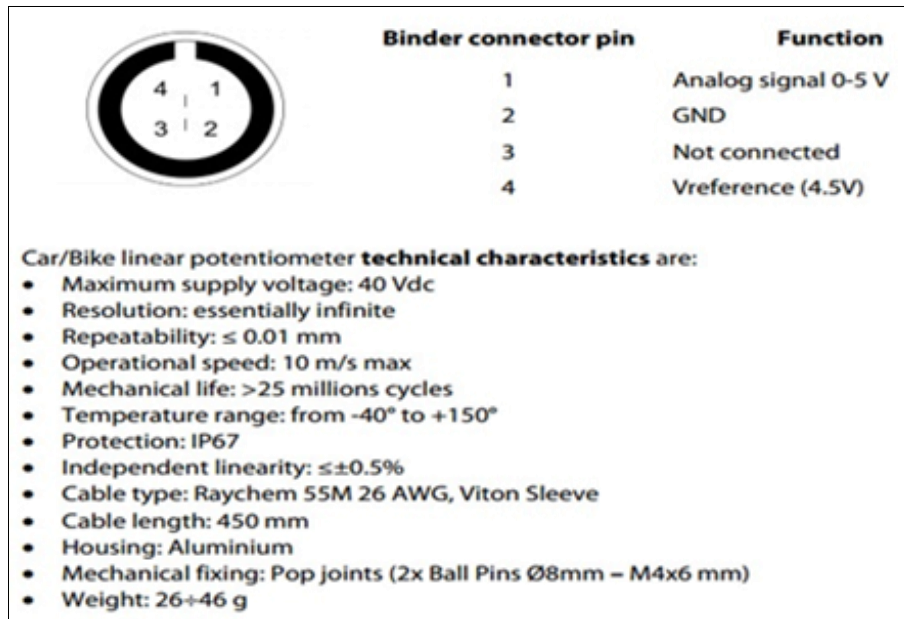 Binder connector pin Function
4 1
3 2
1 Analog signal 0-5 V
2 GND
3 Not connected
4 Vreference (4.5V)
Car/Bike linear potentiometer technical characteristics are:
• Maximum supply voltage: 40 Vdc
• Resolution: essentially infinite
• Repeatability: ≤ 0.01 mm
• Operational speed: 10 m/s max
• Mechanical life: >25 millions cycles
• Temperature range: from -40° to +150°
• Protection: IP67
• Independent linearity: ≤±0.5%
• Cable type: Raychem 55M 26 AWG, Viton Sleeve
• Cable length: 450 mm
• Housing: Aluminium
• Mechanical fixing: Pop joints (2x Ball Pins Ø8mm – M4x6 mm)
• Weight: 26÷46 g